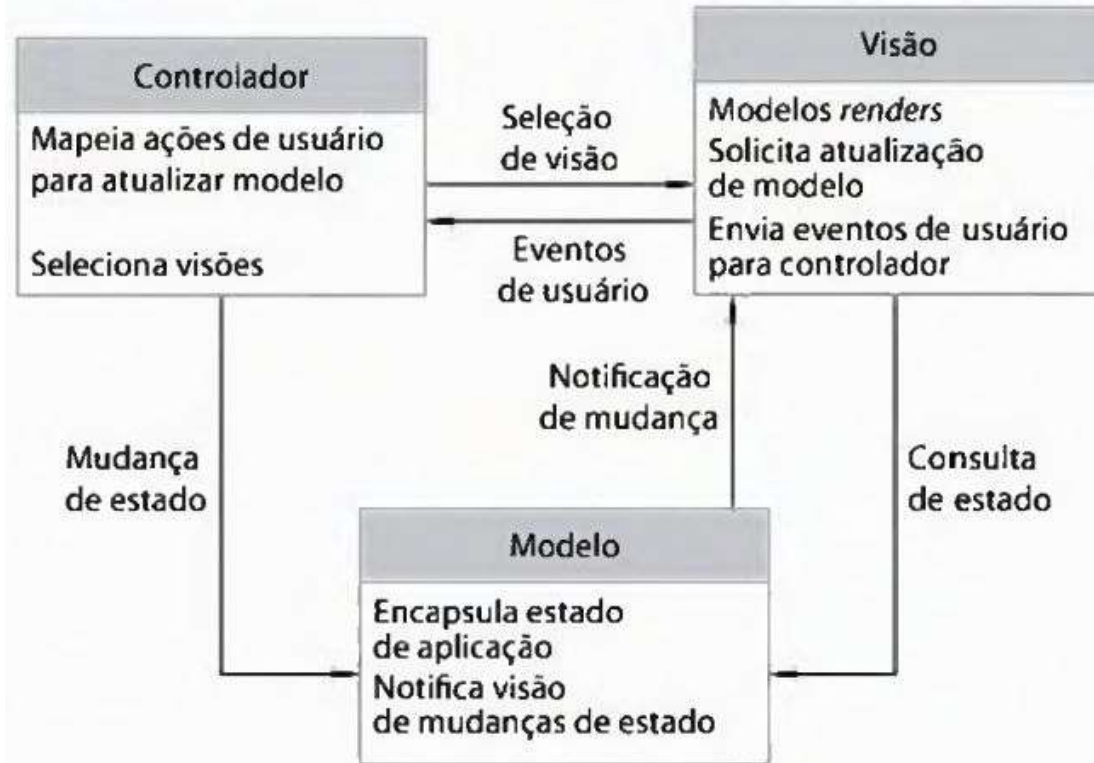 Controlador
Mapeia ações de usuário
para atualizar modelo
Seleciona visões
Seleção
de visão
Eventos
de usuário
Visão
Modelos renders
Solicita atualização
de modelo
Envia eventos de usuário
para controlador
Mudança
de estado
Notificação
de mudança
Consulta
de estado
Modelo
Encapsula estado
de aplicação
Notifica visão
de mudanças de estado